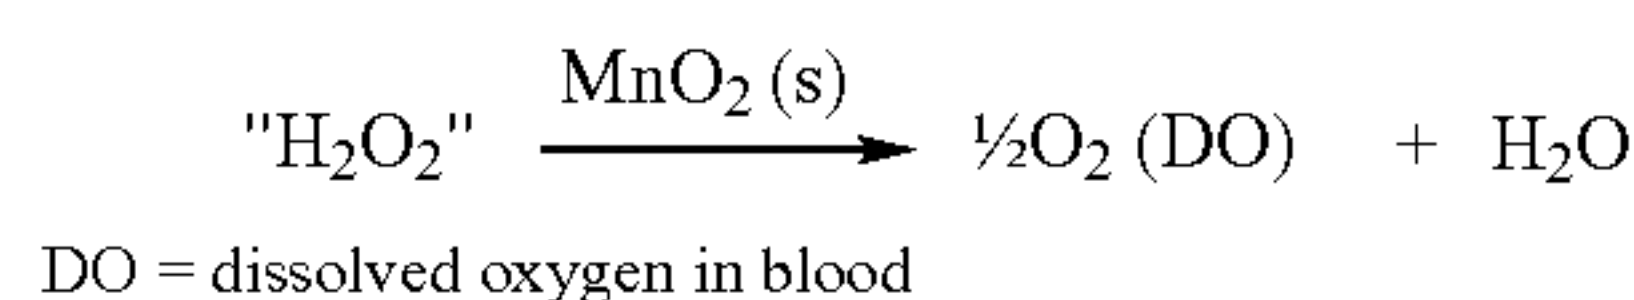 MnO₂ (s)
"H₂O₂" ½O₂ (DO) + H₂O
DO = dissolved oxygen in blood